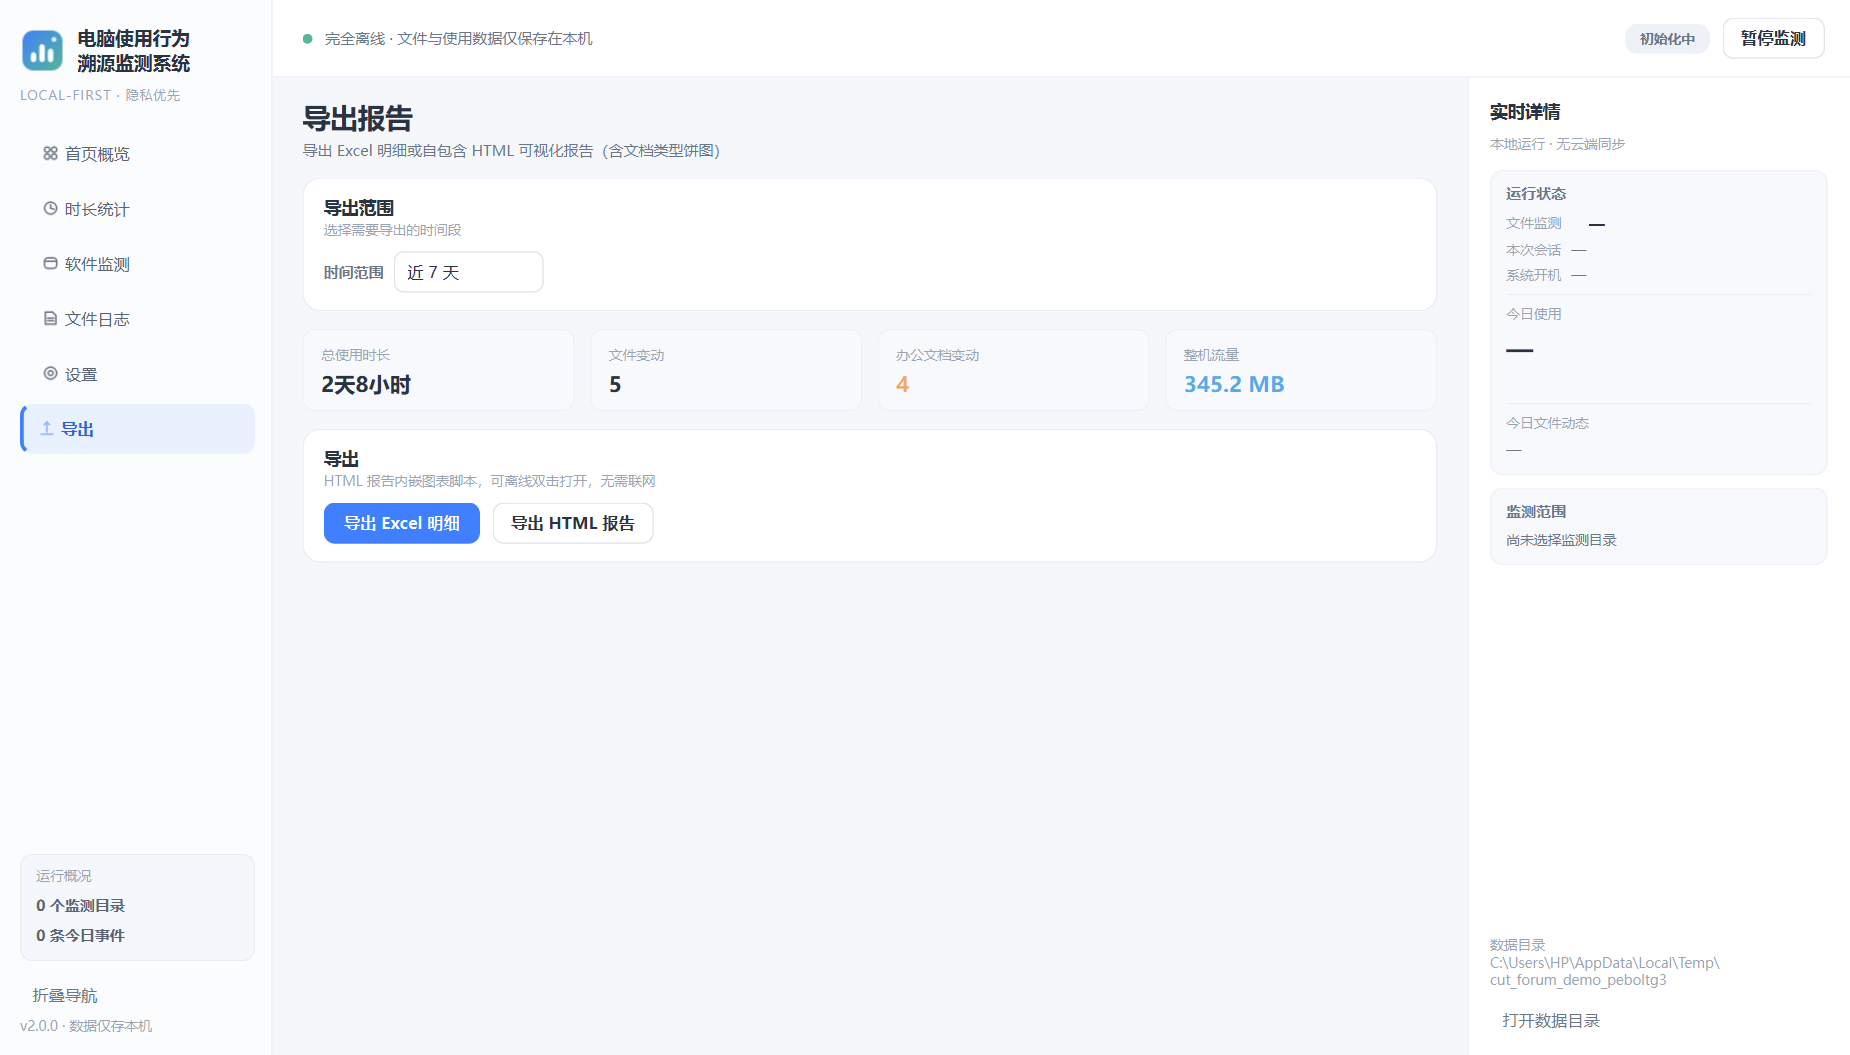 电脑使用行为
溯源监测系统
LOCAL-FIRST · 隐私优先
首页概览
时长统计
软件监测
文件日志
设置
导出
运行概况
0 个监测目录
0 条今日事件
折叠导航
v2.0.0 · 数据仅存本机
完全离线 · 文件与使用数据仅保存在本机
初始化中
暂停监测
导出报告
导出 Excel 明细或自包含 HTML 可视化报告（含文档类型饼图）
导出范围
选择需要导出的时间段
时间范围 近 7 天
总使用时长
2天8小时
文件变动
5
办公文档变动
4
整机流量
345.2 MB
导出
HTML 报告内嵌图表脚本，可离线双击打开，无需联网
导出 Excel 明细
导出 HTML 报告
实时详情
本地运行 · 无云端同步
运行状态
文件监测 —
本次会话 —
系统开机 —
今日使用
—
今日文件动态
—
监测范围
尚未选择监测目录
数据目录
C:\Users\HP\AppData\Local\Temp\
cut_forum_demo_peboltg3
打开数据目录